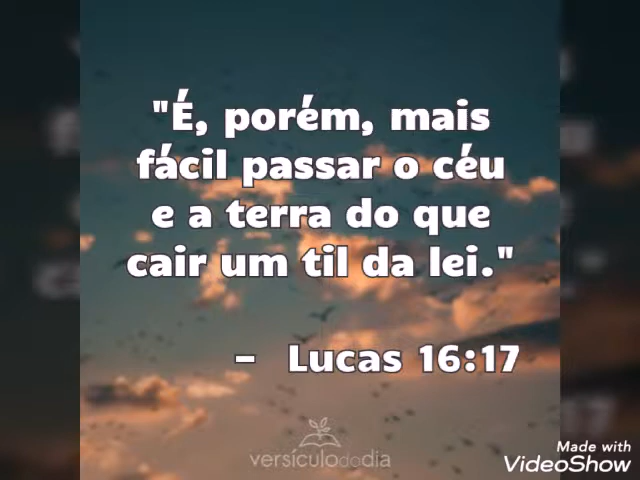 "É, porém, mais
fácil passar o céu
e a terra do que
cair um til da lei."
- Lucas 16:17
versículododia
Made with
VideoShow